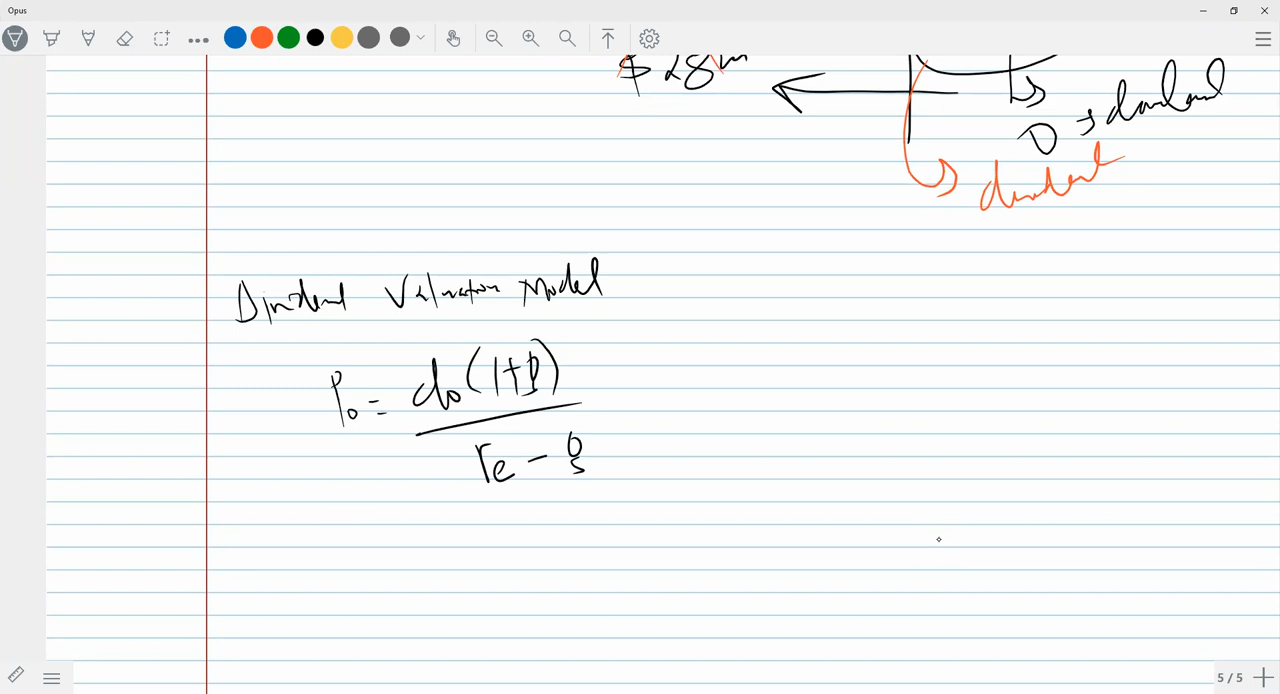 Opus
$ 28m
D → dividend
dividend
Dividend Valuation Model
P₀ = d₀(1+g)
re - g
5 / 5